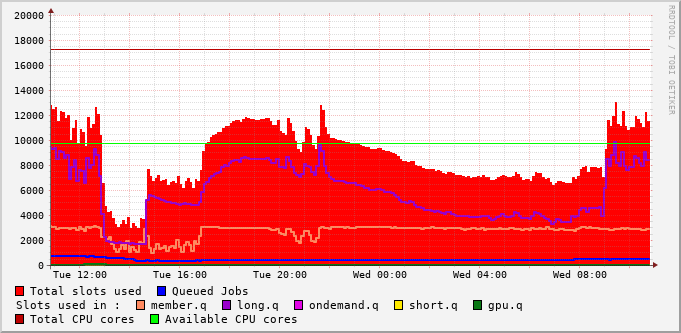 RRDTOOL / TOBI OETIKER
20000
18000
16000
14000
12000
10000
8000
6000
4000
2000
0
Tue 12:00 Tue 16:00 Tue 20:00 Wed 00:00 Wed 04:00 Wed 08:00
Total slots used Queued Jobs
Slots used in : member.q long.q ondemand.q short.q gpu.q
Total CPU cores Available CPU cores